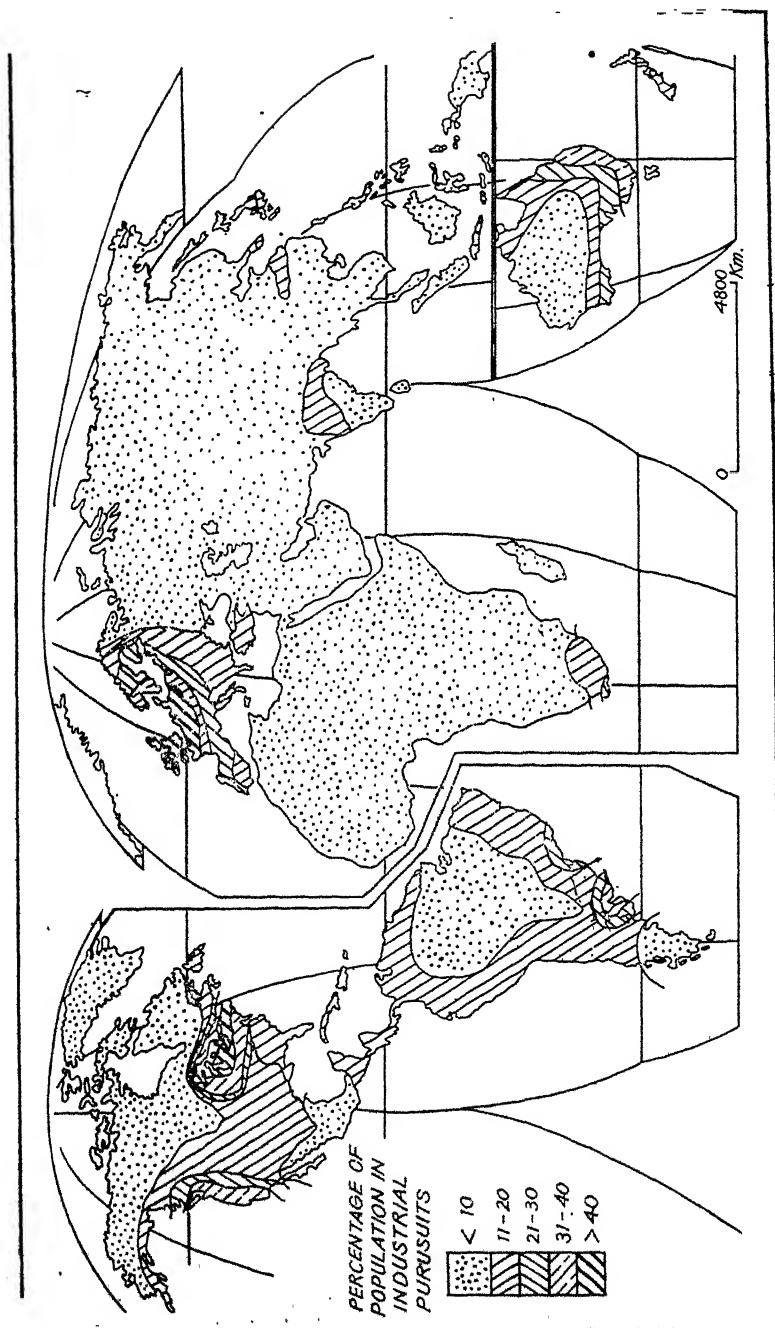 PERCENTAGE OF
POPULATION IN
INDUSTRIAL
PURUSUITS
< 10
11-20
21-30
31-40
>40
0 4800
Km.